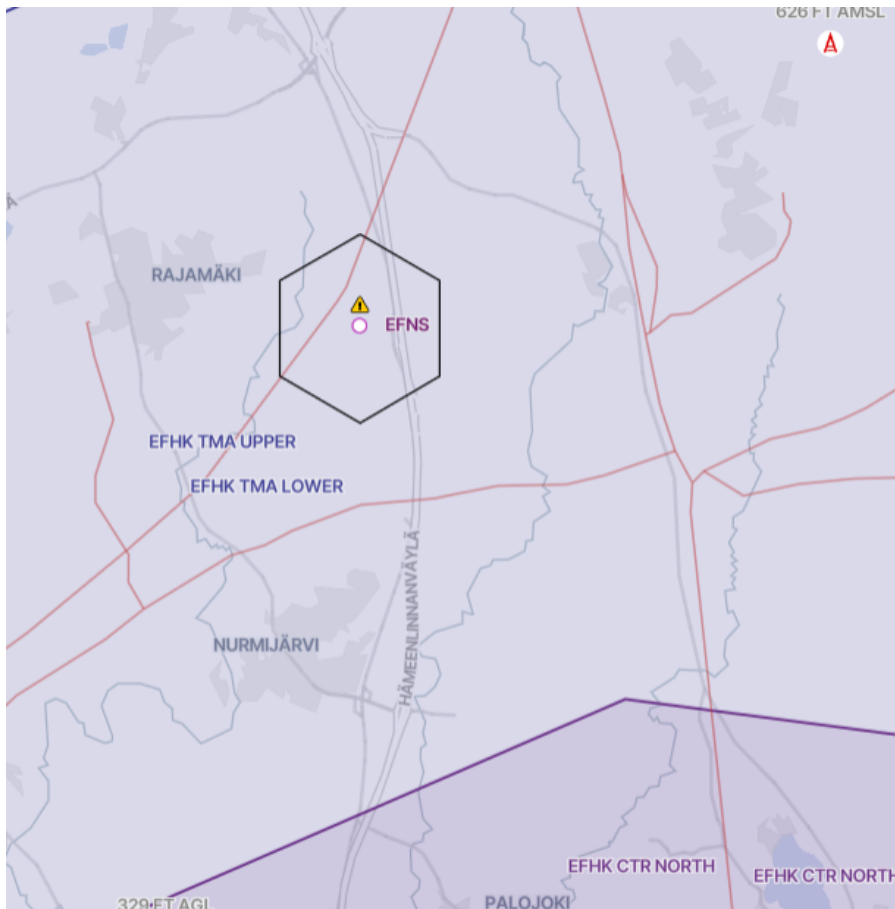 626 FT AMSL
RAJAMÄKI
EFNS
EFHK TMA UPPER
EFHK TMA LOWER
HÄMEENLINNANVÄYLÄ
NURMIJÄRVI
EFHK CTR NORTH
EFHK CTR NORTH
329 FT AGL
PALOJOKI